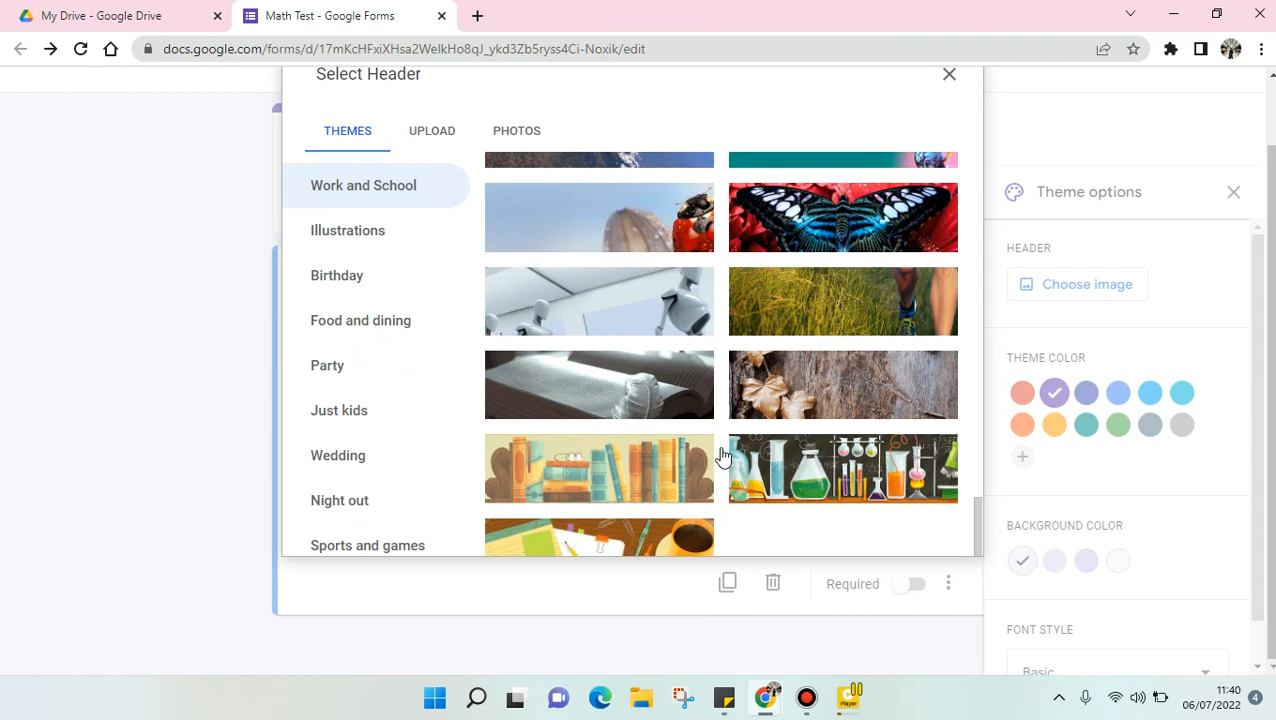 My Drive - Google Drive
Math Test - Google Forms
docs.google.com/forms/d/17mKcHFxiXHsa2WelkHo8qJ_ykd3Zb5ryss4Ci-Noxik/edit
Select Header
THEMES UPLOAD PHOTOS
Work and School
Illustrations
Birthday
Food and dining
Party
Just kids
Wedding
Night out
Sports and games
Theme options
HEADER
Choose image
THEME COLOR
BACKGROUND COLOR
FONT STYLE
Basic
Required
Player
11:40
06/07/2022
4